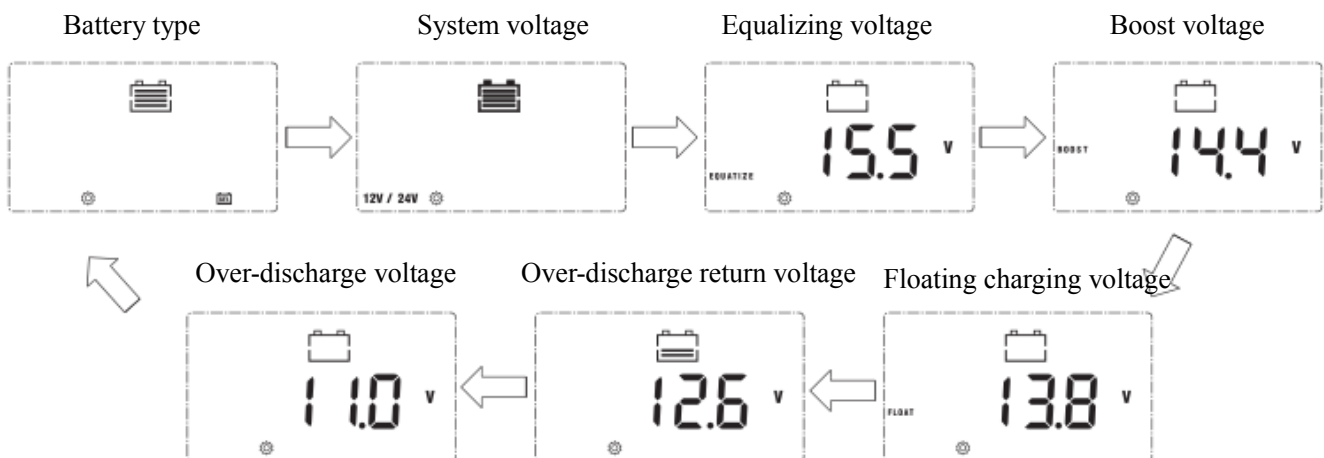 Battery type
System voltage
Equalizing voltage
Boost voltage
12V / 24V
EQUATIZE
15.5 V
BOOST
14.4 V
Over-discharge voltage
Over-discharge return voltage
Floating charging voltage
11.0 V
12.6 V
FLOAT
13.8 V